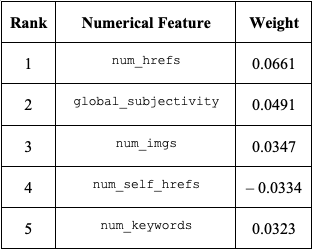 Rank Numerical Feature Weight
1 num_hrefs 0.0661
2 global_subjectivity 0.0491
3 num_imgs 0.0347
4 num_self_hrefs – 0.0334
5 num_keywords 0.0323